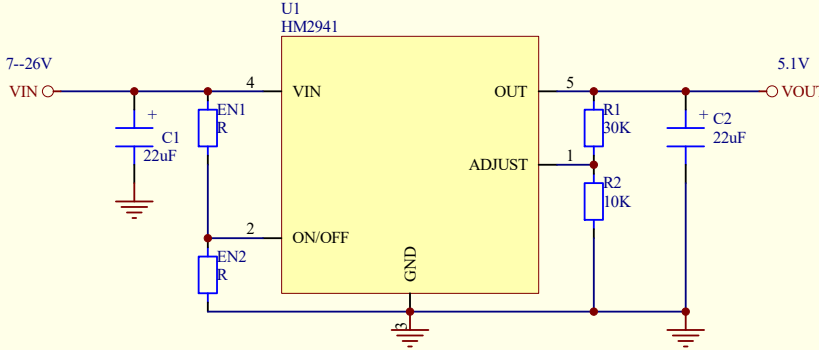 U1
HM2941
7--26V
5.1V
VIN
4
VIN
OUT
5
VOUT
+
C1
22uF
EN1
R
R1
30K
+
C2
22uF
ADJUST
1
R2
10K
2
ON/OFF
EN2
R
GND
3